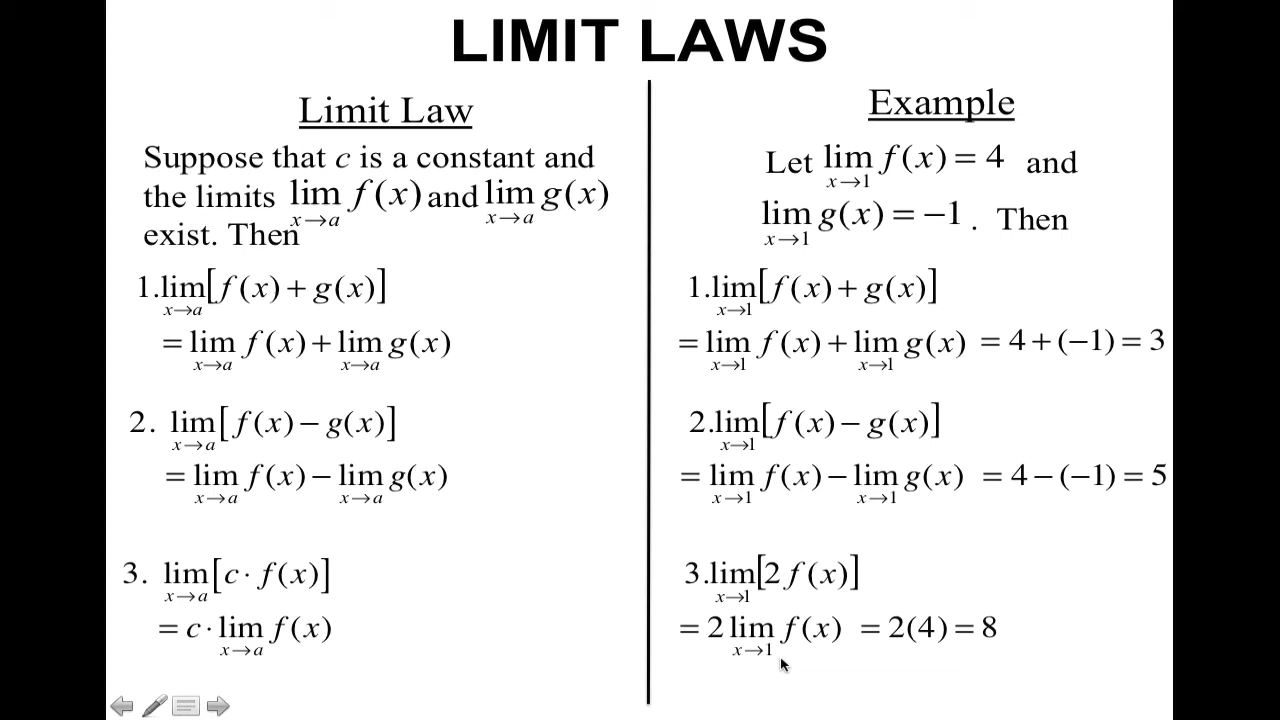 LIMIT LAWS
Limit Law
Suppose that c is a constant and
the limits lim f(x) and lim g(x)
x→a x→a
exist. Then
1. lim[f(x) + g(x)]
x→a
= lim f(x) + lim g(x)
x→a x→a
2. lim[f(x) − g(x)]
x→a
= lim f(x) − lim g(x)
x→a x→a
3. lim[c · f(x)]
x→a
= c · lim f(x)
x→a
Example
Let lim f(x) = 4 and
x→1
lim g(x) = −1 . Then
x→1
1. lim[f(x) + g(x)]
x→1
= lim f(x) + lim g(x) = 4 + (−1) = 3
x→1 x→1
2. lim[f(x) − g(x)]
x→1
= lim f(x) − lim g(x) = 4 − (−1) = 5
x→1 x→1
3. lim[2 f(x)]
x→1
= 2 lim f(x) = 2(4) = 8
x→1